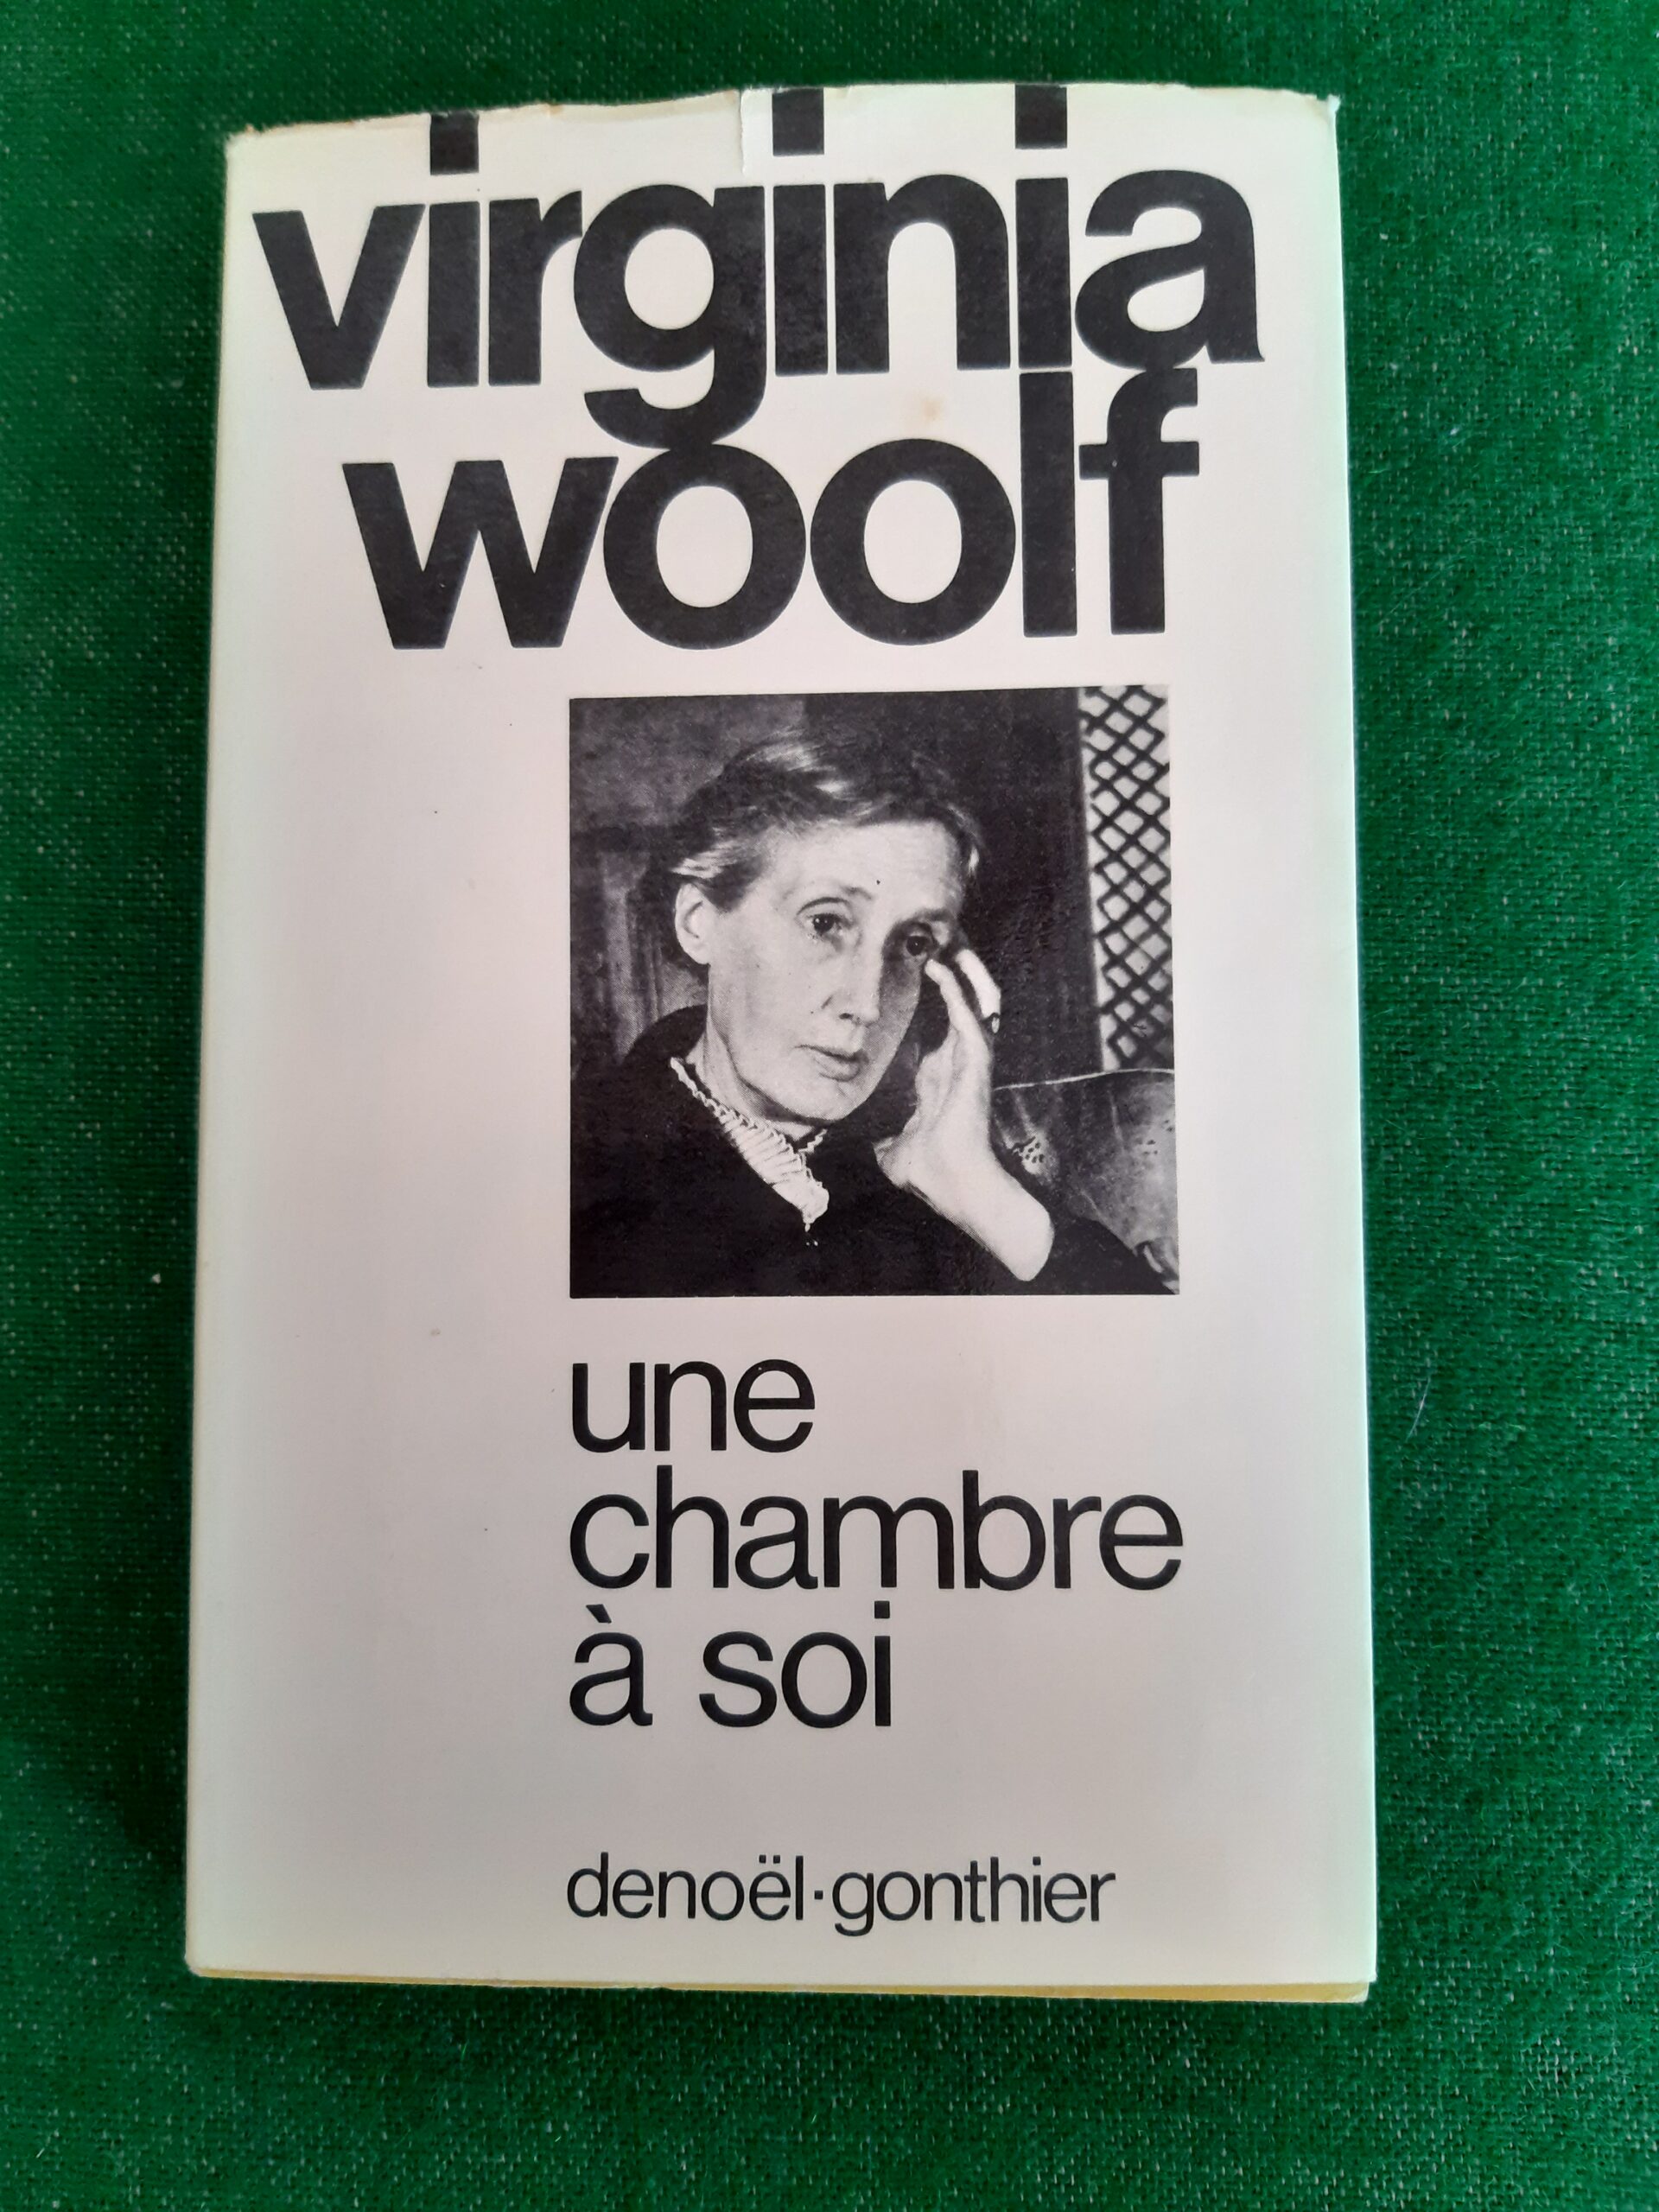 virginia
woolf
une
chambre
à soi
denoël·gonthier